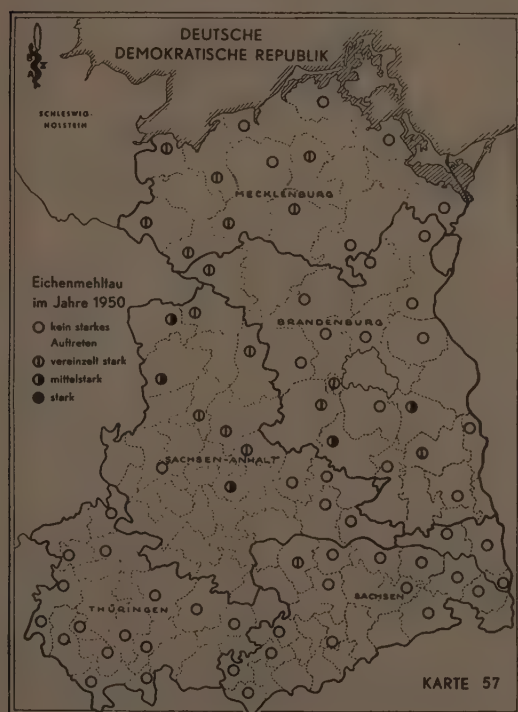 DEUTSCHE
DEMOKRATISCHE REPUBLIK
SCHLESWIG-
HOLSTEIN
MECKLENBURG
Eichenmehltau
im Jahre 1950
kein starkes
Auftreten
vereinzelt stark
mittelstark
stark
BRANDENBURG
SACHSEN-ANHALT
THÜRINGEN
SACHSEN
KARTE 57